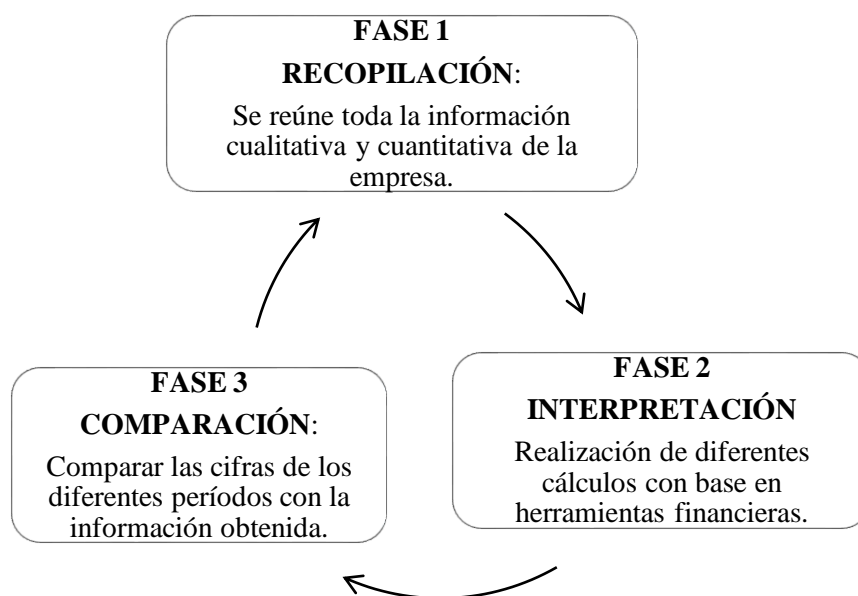 FASE 1
RECOPILACIÓN:
Se reúne toda la información
cualitativa y cuantitativa de la
empresa.
FASE 2
INTERPRETACIÓN
Realización de diferentes
cálculos con base en
herramientas financieras.
FASE 3
COMPARACIÓN:
Comparar las cifras de los
diferentes períodos con la
información obtenida.